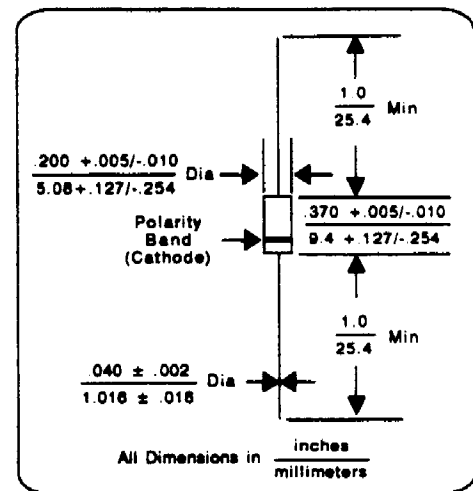 1.0
25.4 Min
.200 +.005/-.010
5.08+.127/-.254 Dia
.370 +.005/-.010
9.4 +.127/-.254
Polarity
Band
(Cathode)
1.0
25.4 Min
.040 ± .002
1.016 ± .016 Dia
All Dimensions in inches
millimeters